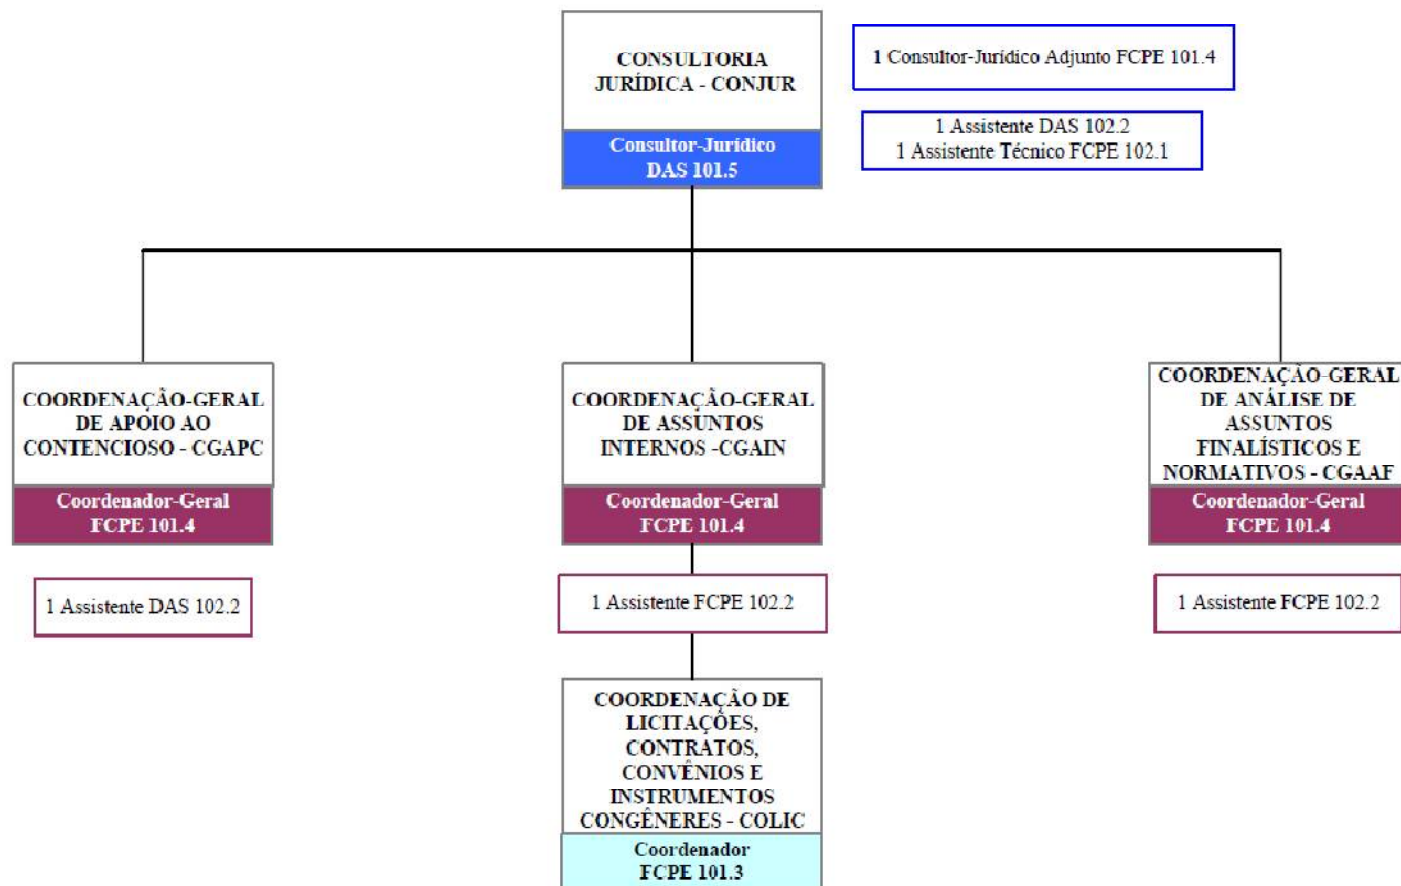 CONSULTORIA
JURÍDICA - CONJUR
Consultor-Jurídico
DAS 101.5
1 Consultor-Jurídico Adjunto FCPE 101.4
1 Assistente DAS 102.2
1 Assistente Técnico FCPE 102.1
COORDENAÇÃO-GERAL
DE APOIO AO
CONTENCIOSO - CGAPC
Coordenador-Geral
FCPE 101.4
1 Assistente DAS 102.2
COORDENAÇÃO-GERAL
DE ASSUNTOS
INTERNOS -CGAIN
Coordenador-Geral
FCPE 101.4
1 Assistente FCPE 102.2
COORDENAÇÃO DE
LICITAÇÕES,
CONTRATOS,
CONVÊNIOS E
INSTRUMENTOS
CONGÊNERES - COLIC
Coordenador
FCPE 101.3
COORDENAÇÃO-GERAL
DE ANÁLISE DE
ASSUNTOS
FINALÍSTICOS E
NORMATIVOS - CGAAF
Coordenador-Geral
FCPE 101.4
1 Assistente FCPE 102.2